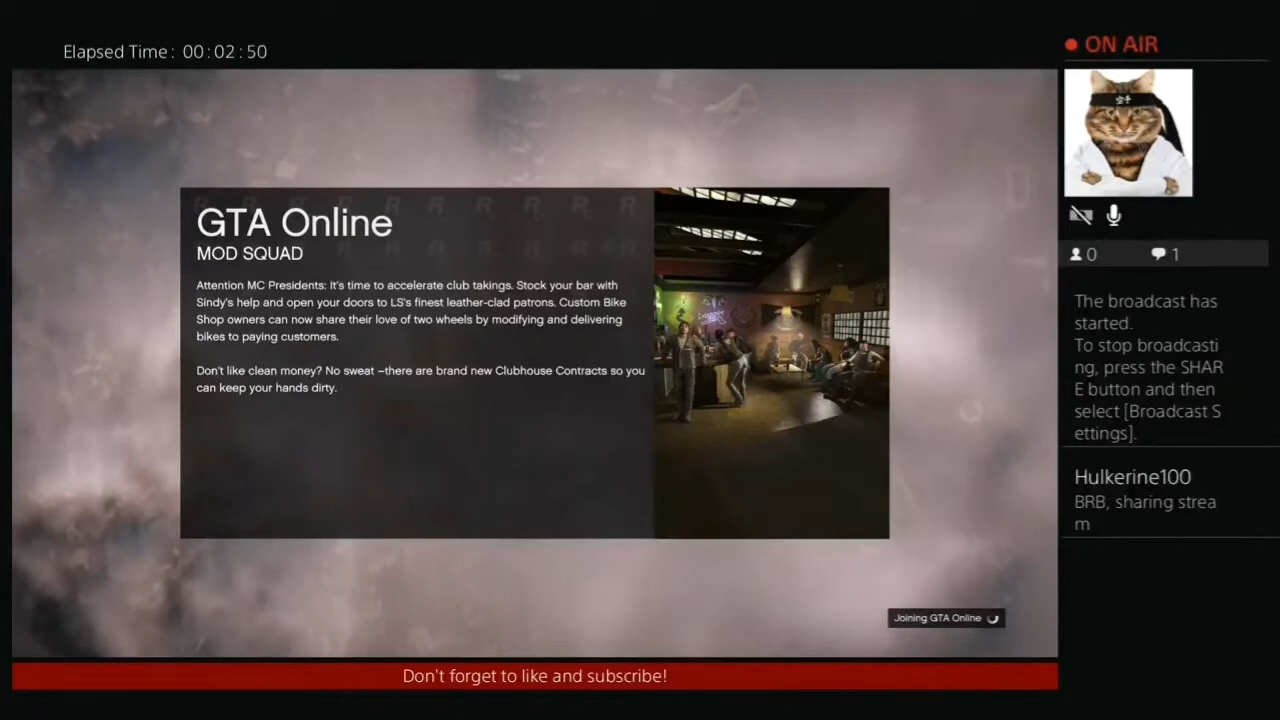 Elapsed Time: 00:02:50
ON AIR
空手
GTA Online
MOD SQUAD
Attention MC Presidents: It's time to accelerate club takings. Stock your bar with
Sindy's help and open your doors to LS's finest leather-clad patrons. Custom Bike
Shop owners can now share their love of two wheels by modifying and delivering
bikes to paying customers.
Don't like clean money? No sweat –there are brand new Clubhouse Contracts so you
can keep your hands dirty.
0
1
The broadcast has
started.
To stop broadcasti
ng, press the SHAR
E button and then
select [Broadcast S
ettings].
Hulkerine100
BRB, sharing strea
m
Joining GTA Online
Don't forget to like and subscribe!